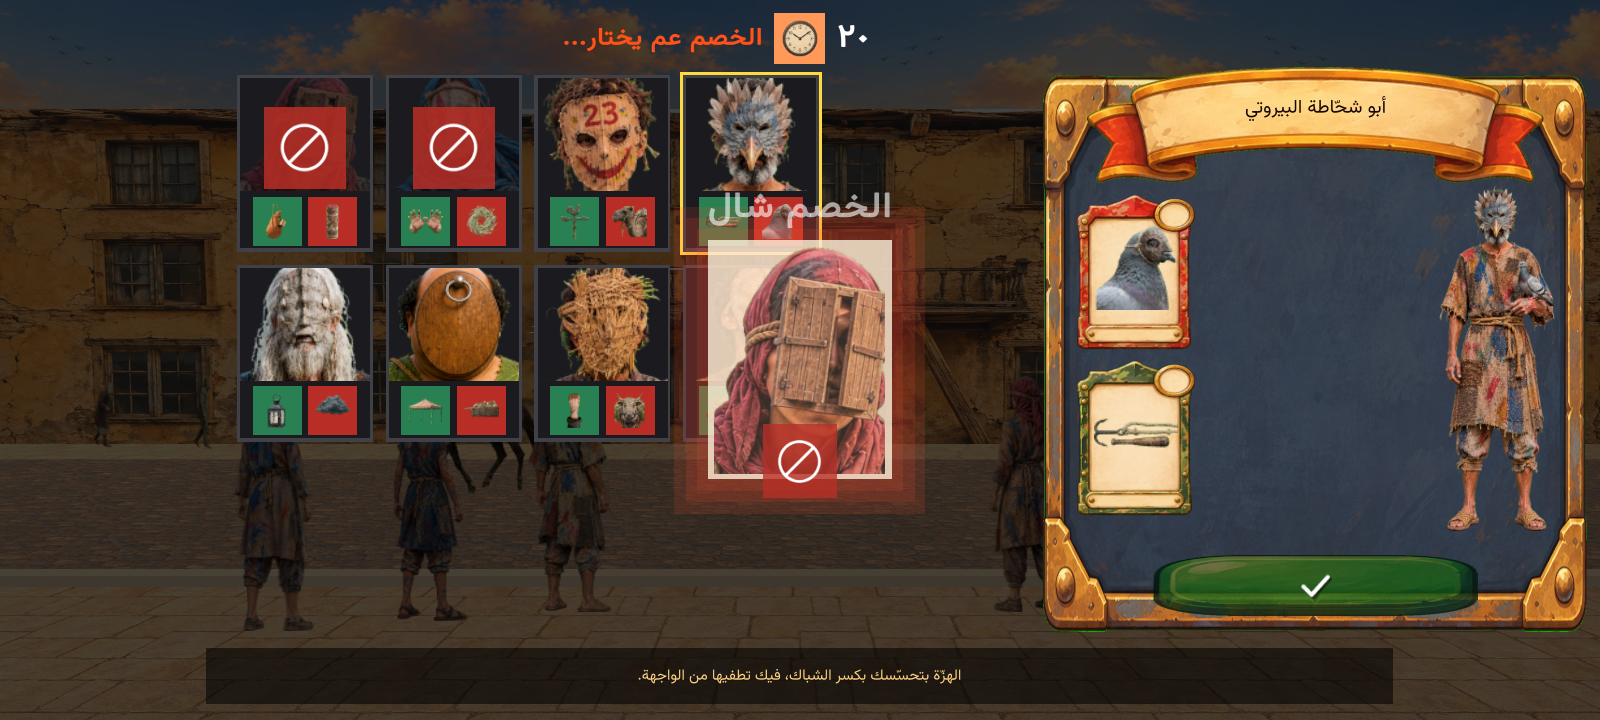 الخصم عم يختار...
٢٠
23
أبو شحّاطة البيروتي
الخصم شال
الهزّة بتحسّسك بكسر الشباك، فيك تطفيها من الواجهة.